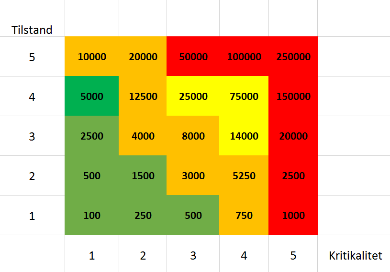 Tilstand
5 10000 20000 50000 100000 250000
4 5000 12500 25000 75000 150000
3 2500 4000 8000 14000 20000
2 500 1500 3000 5250 2500
1 100 250 500 750 1000
1 2 3 4 5 Kritikalitet